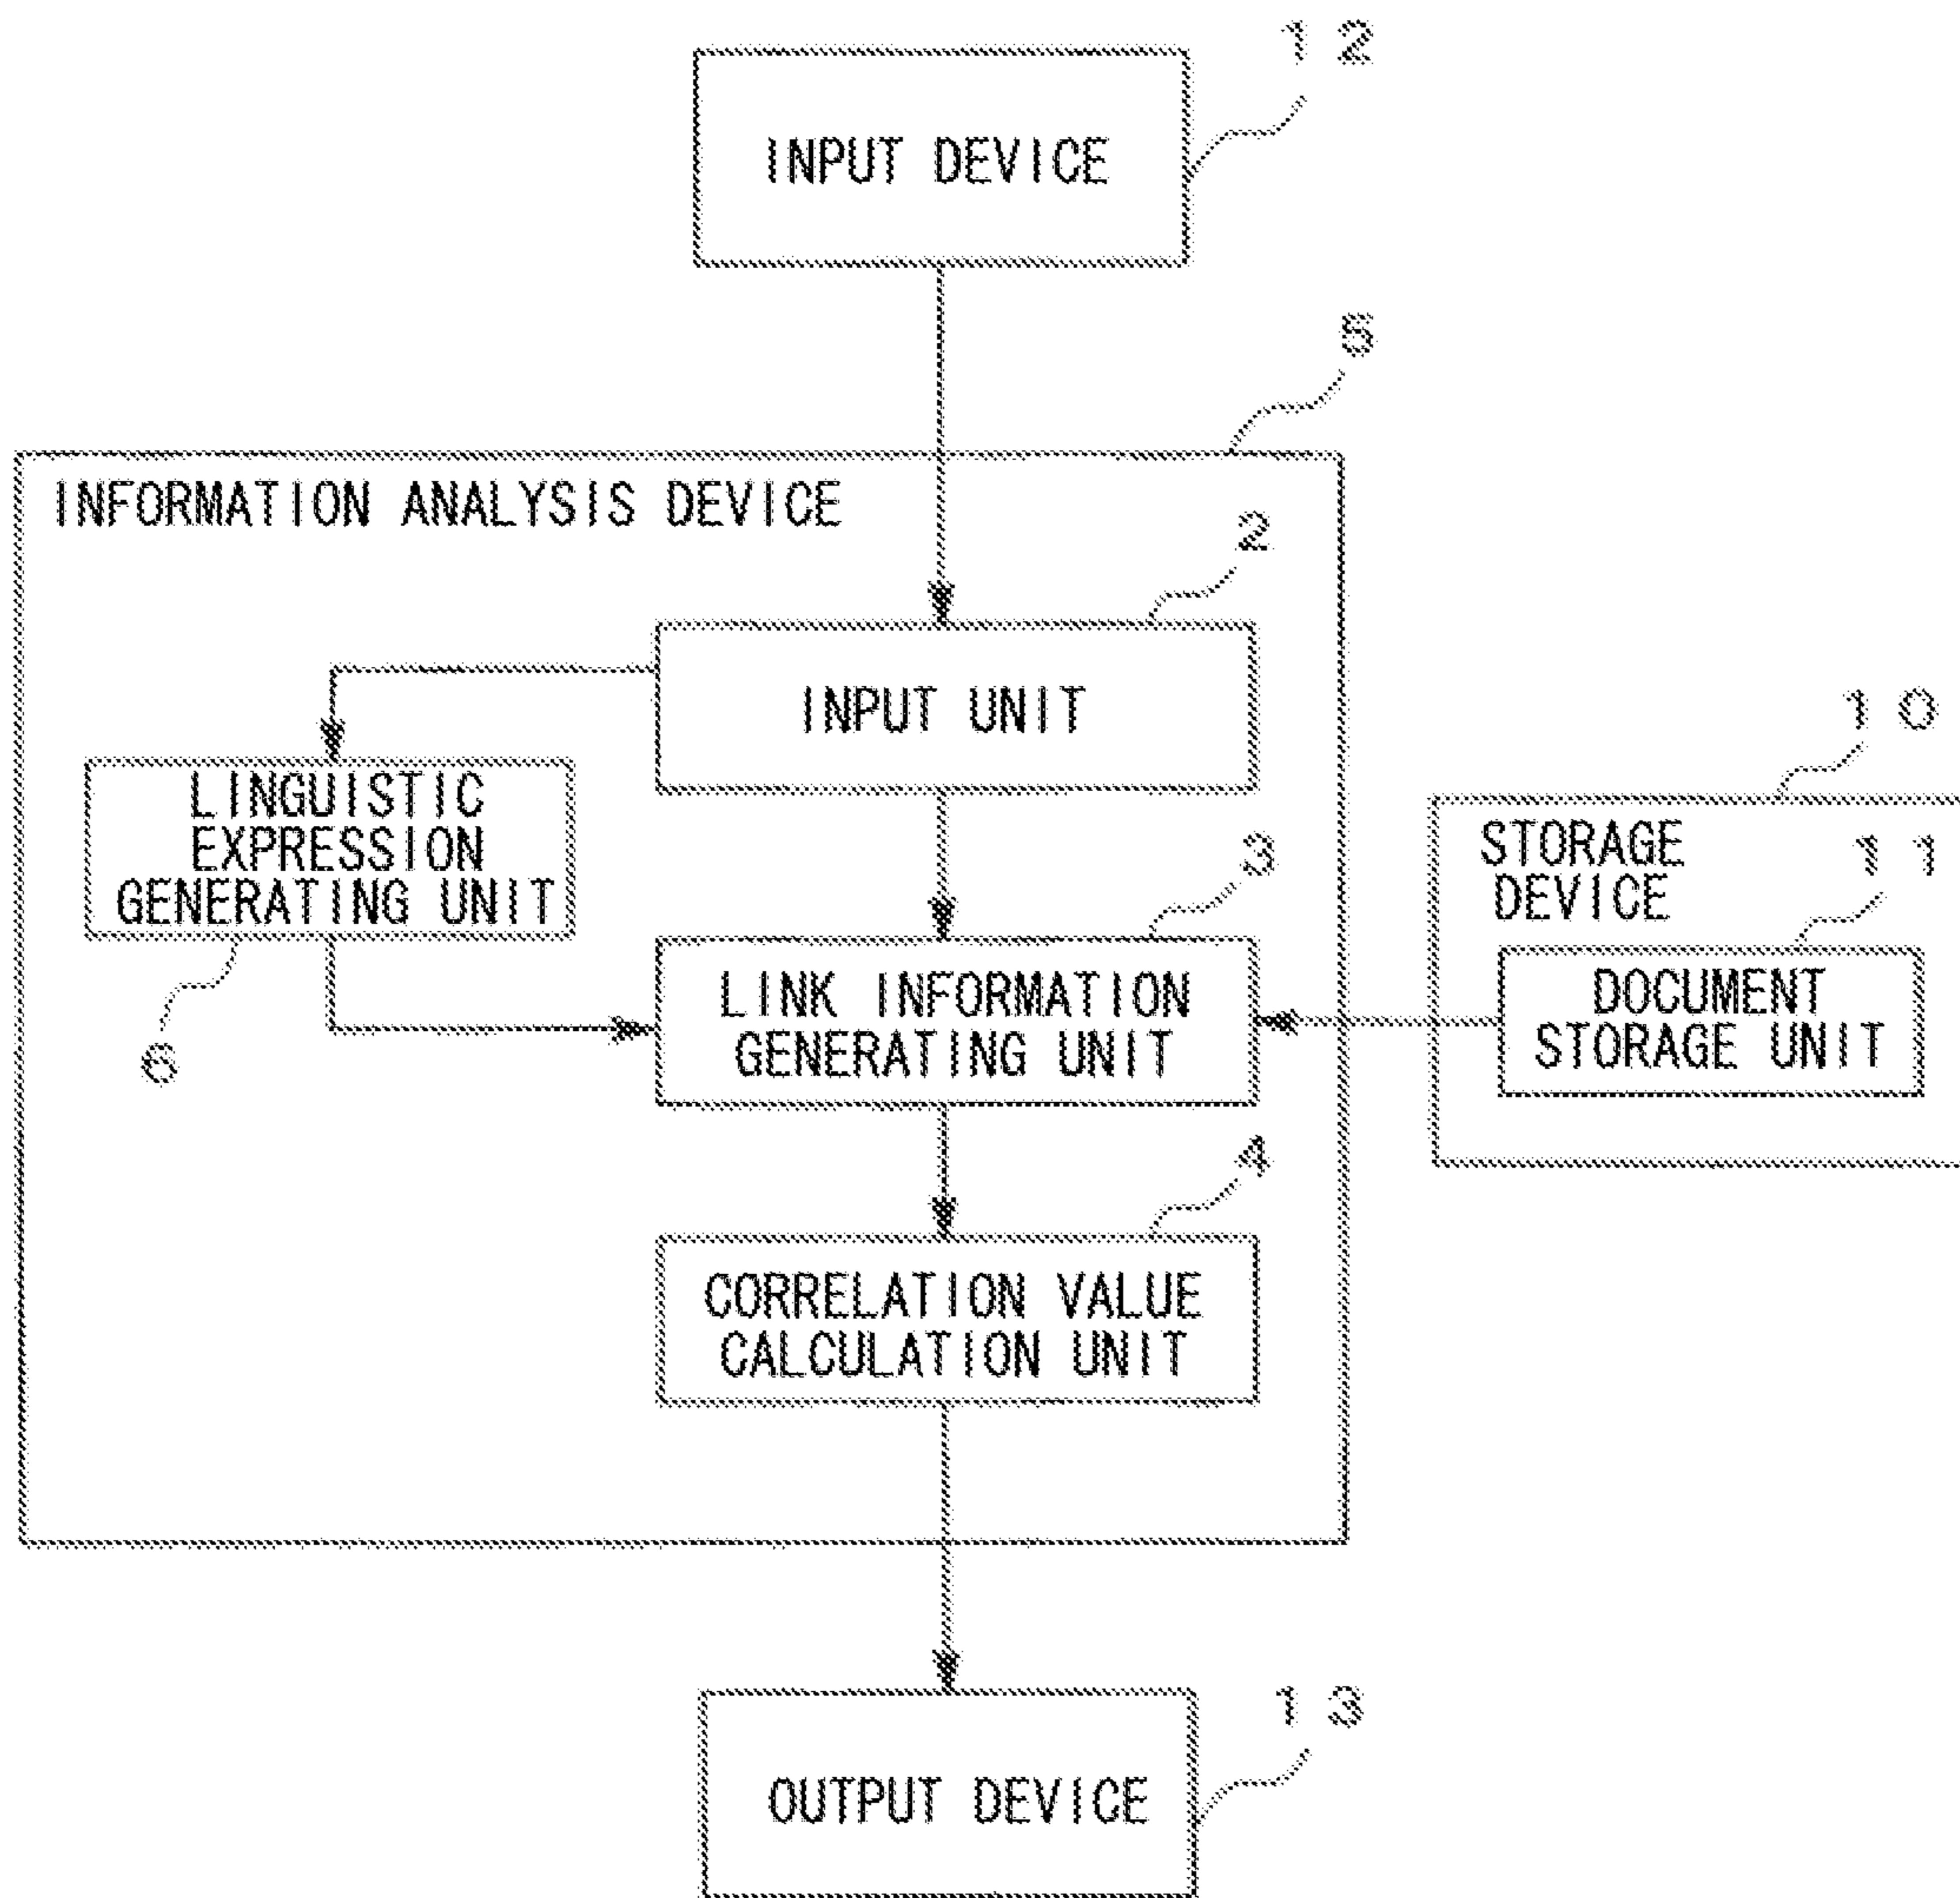 12
INPUT DEVICE
5
INFORMATION ANALYSIS DEVICE
2
INPUT UNIT
10
LINGUISTIC
EXPRESSION
GENERATING UNIT
6
3
STORAGE
DEVICE
11
LINK INFORMATION
GENERATING UNIT
DOCUMENT
STORAGE UNIT
4
CORRELATION VALUE
CALCULATION UNIT
13
OUTPUT DEVICE